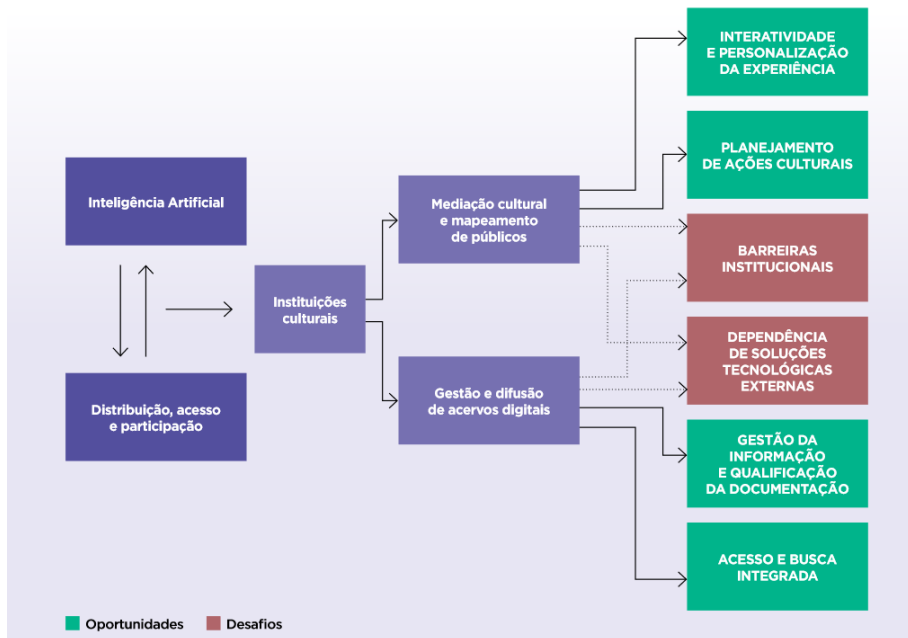 INTERATIVIDADE
E PERSONALIZAÇÃO
DA EXPERIÊNCIA
PLANEJAMENTO
DE AÇÕES CULTURAIS
Inteligência Artificial
Mediação cultural
e mapeamento
de públicos
BARREIRAS
INSTITUCIONAIS
Instituições
culturais
DEPENDÊNCIA
DE SOLUÇÕES
TECNOLÓGICAS
EXTERNAS
Distribuição, acesso
e participação
Gestão e difusão
de acervos digitais
GESTÃO DA
INFORMAÇÃO
E QUALIFICAÇÃO
DA DOCUMENTAÇÃO
ACESSO E BUSCA
INTEGRADA
Oportunidades
Desafios